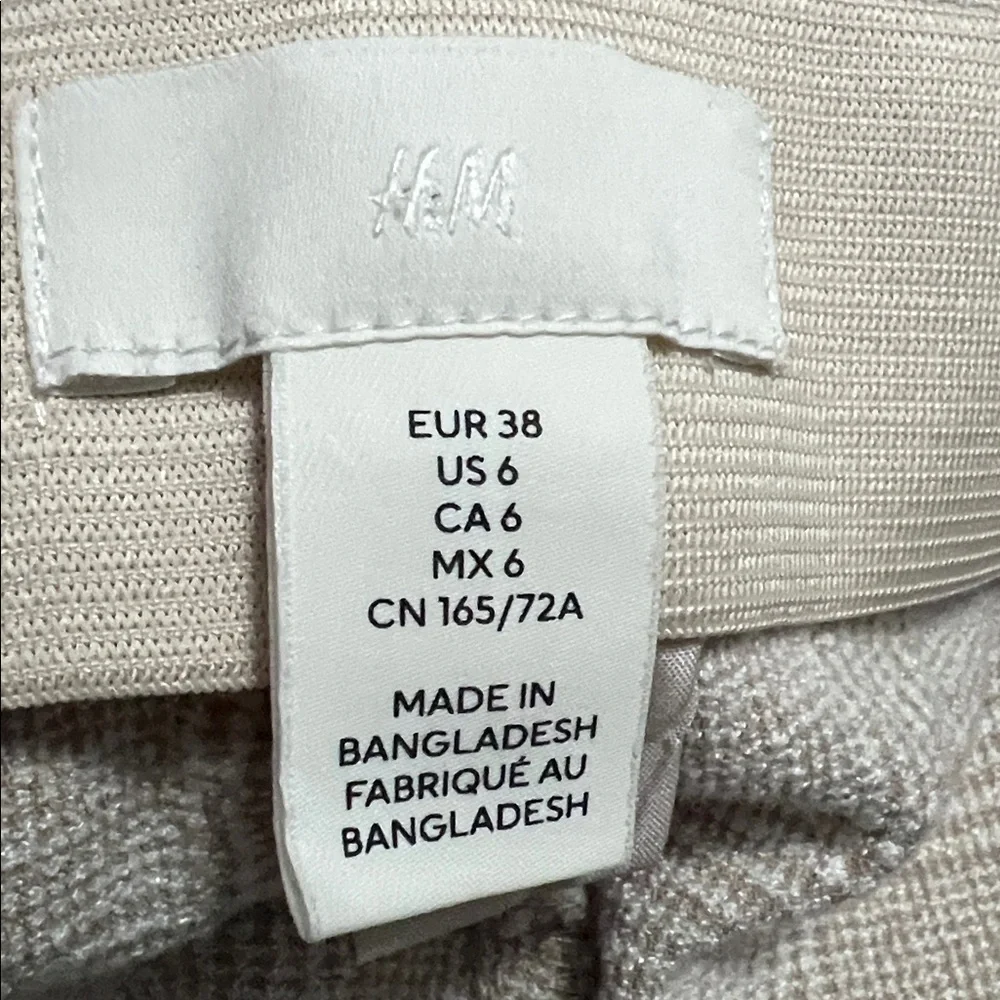 H&M
EUR 38
US 6
CA 6
MX 6
CN 165/72A
MADE IN
BANGLADESH
FABRIQUÉ AU
BANGLADESH